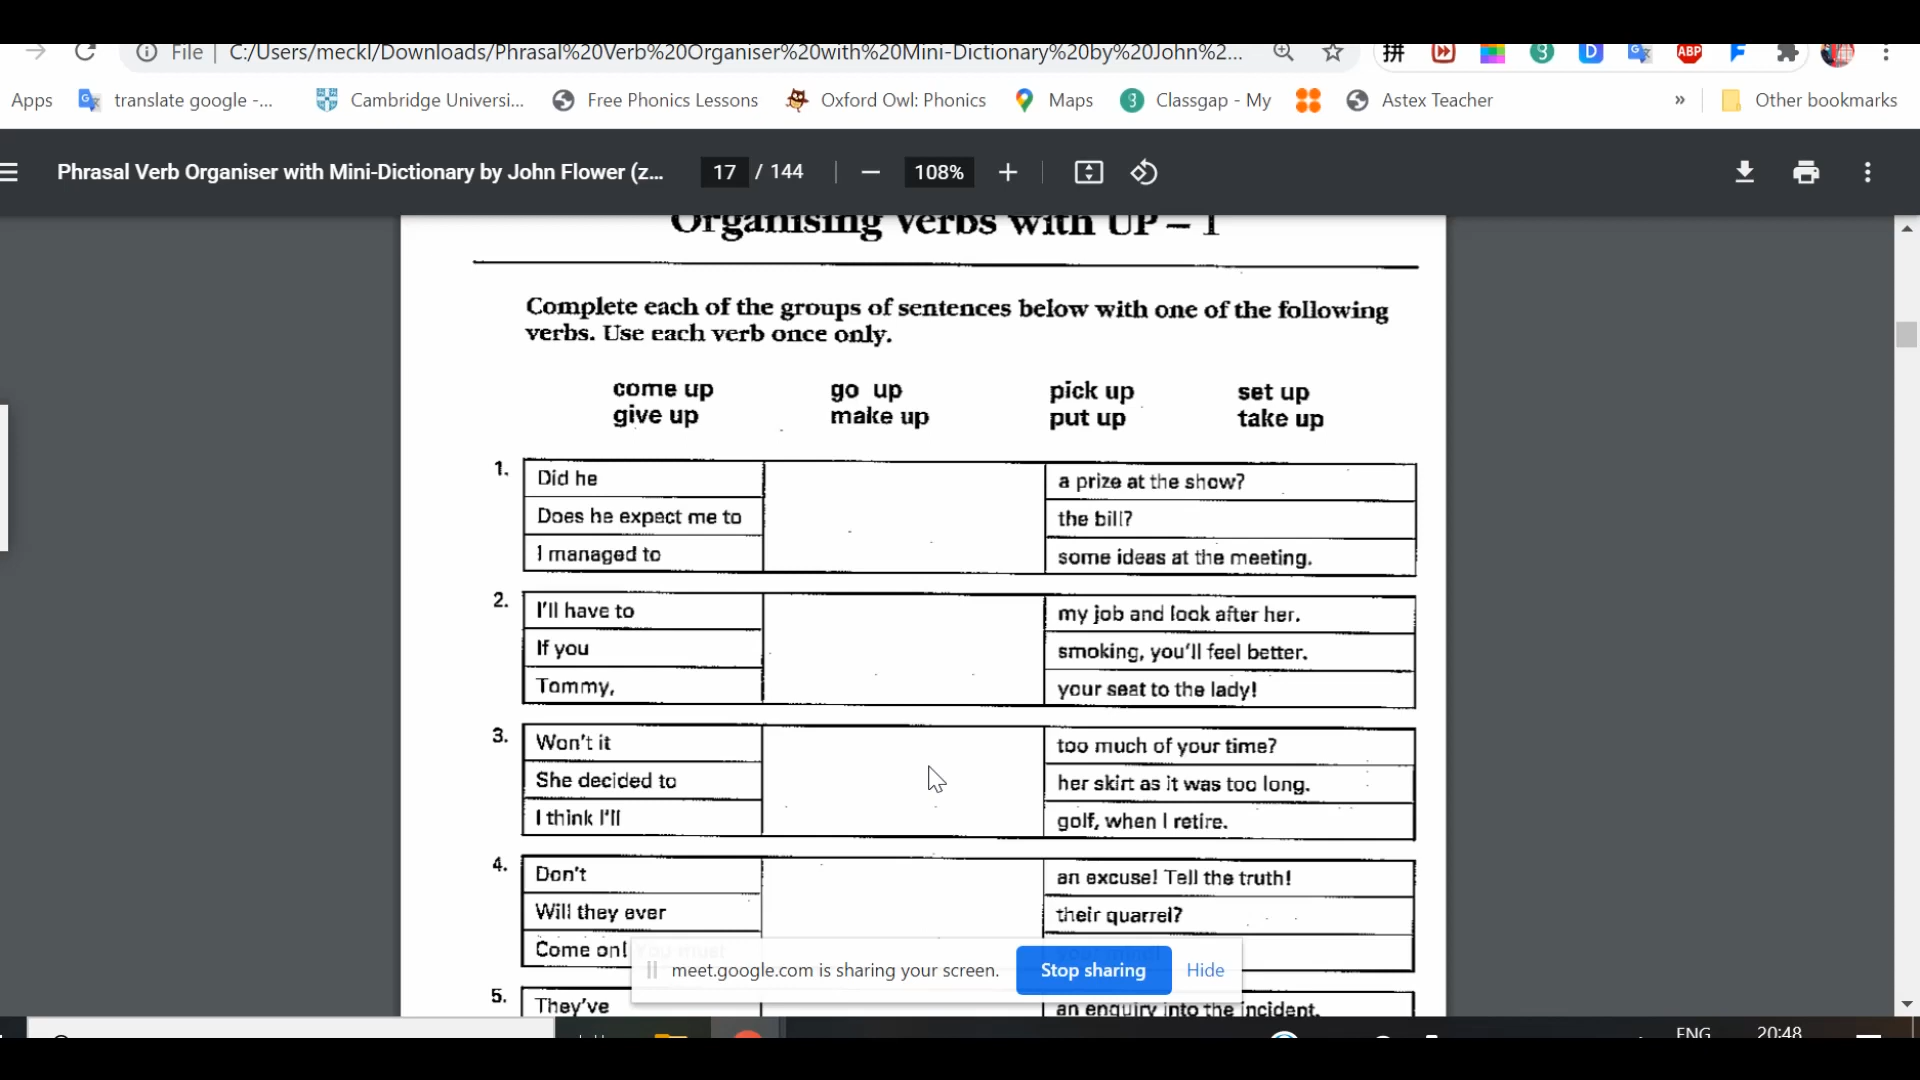 File | C:/Users/meckl/Downloads/Phrasal%20Verb%20Organiser%20with%20Mini-Dictionary%20by%20John%2...
拼 ABP
Apps translate google -... Cambridge Universi... Free Phonics Lessons Oxford Owl: Phonics Maps Classgap - My Astex Teacher » Other bookmarks
Phrasal Verb Organiser with Mini-Dictionary by John Flower (z... 17 / 144 — 108% +
Organising Verbs with UP – 1
Complete each of the groups of sentences below with one of the following
verbs. Use each verb once only.
come up go up pick up set up
give up make up put up take up
1. Did he a prize at the show?
Does he expect me to the bill?
I managed to some ideas at the meeting.
2. I'll have to my job and look after her.
If you smoking, you'll feel better.
Tommy, your seat to the lady!
3. Won't it too much of your time?
She decided to her skirt as it was too long.
I think I'll golf, when I retire.
4. Don't an excuse! Tell the truth!
Will they ever their quarrel?
Come on!
meet.google.com is sharing your screen. Stop sharing Hide
5. They've an enquiry into the incident.
ENG 20:48